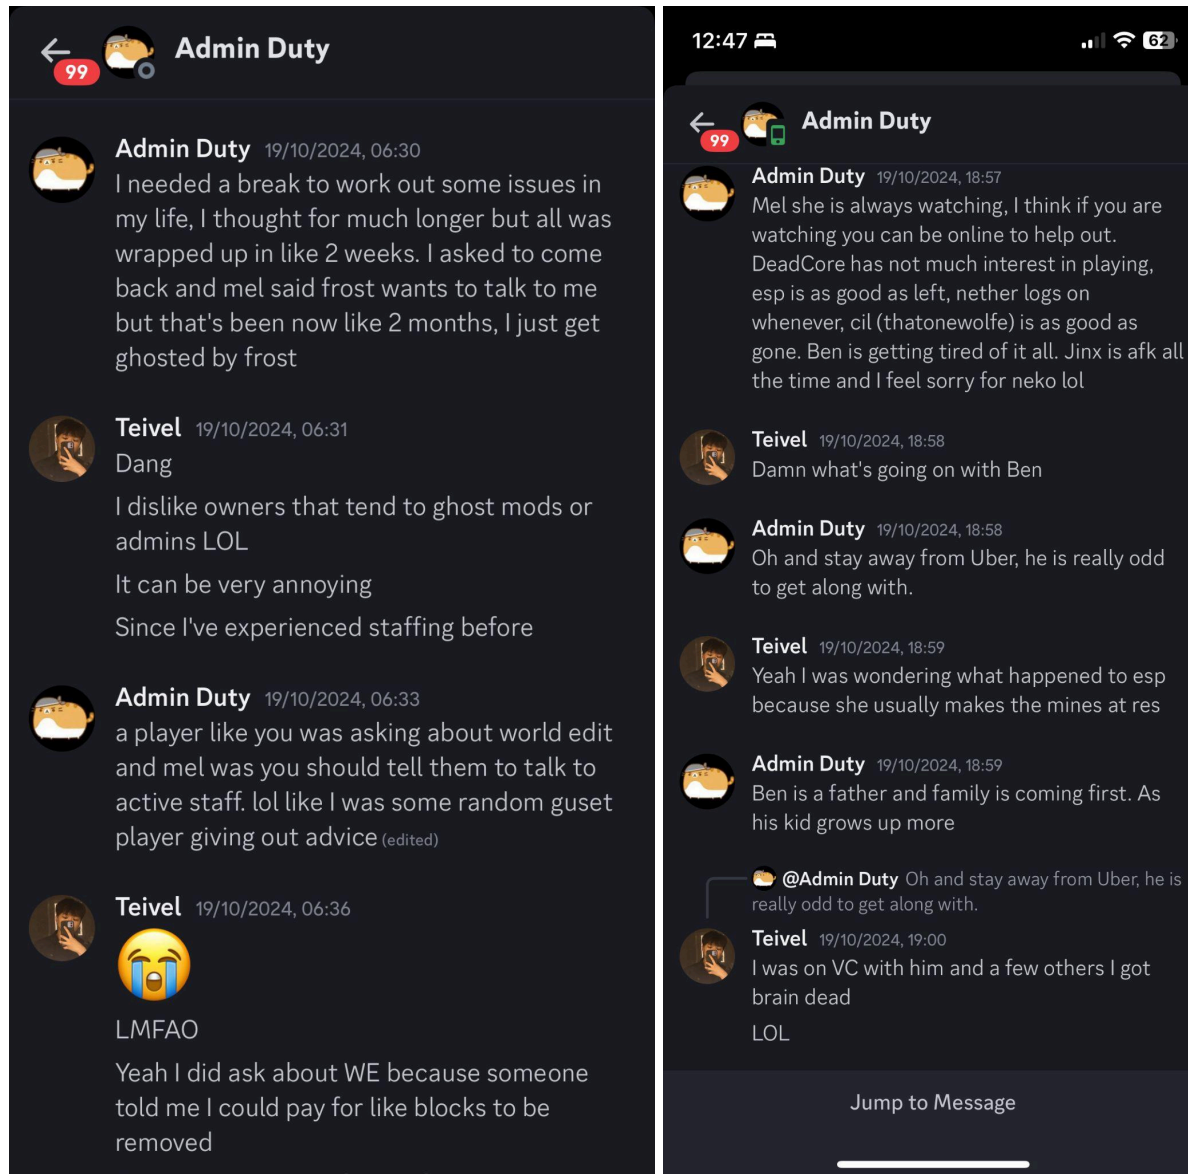 Admin Duty
99
Admin Duty 19/10/2024, 06:30
I needed a break to work out some issues in
my life, I thought for much longer but all was
wrapped up in like 2 weeks. I asked to come
back and mel said frost wants to talk to me
but that's been now like 2 months, I just get
ghosted by frost
Teivel 19/10/2024, 06:31
Dang
I dislike owners that tend to ghost mods or
admins LOL
It can be very annoying
Since I've experienced staffing before
Admin Duty 19/10/2024, 06:33
a player like you was asking about world edit
and mel was you should tell them to talk to
active staff. lol like I was some random guset
player giving out advice (edited)
Teivel 19/10/2024, 06:36
LMFAO
Yeah I did ask about WE because someone
told me I could pay for like blocks to be
removed
12:47
62
99
Admin Duty
Admin Duty 19/10/2024, 18:57
Mel she is always watching, I think if you are
watching you can be online to help out.
DeadCore has not much interest in playing,
esp is as good as left, nether logs on
whenever, cil (thatonewolfe) is as good as
gone. Ben is getting tired of it all. Jinx is afk all
the time and I feel sorry for neko lol
Teivel 19/10/2024, 18:58
Damn what's going on with Ben
Admin Duty 19/10/2024, 18:58
Oh and stay away from Uber, he is really odd
to get along with.
Teivel 19/10/2024, 18:59
Yeah I was wondering what happened to esp
because she usually makes the mines at res
Admin Duty 19/10/2024, 18:59
Ben is a father and family is coming first. As
his kid grows up more
@Admin Duty Oh and stay away from Uber, he is
really odd to get along with.
Teivel 19/10/2024, 19:00
I was on VC with him and a few others I got
brain dead
LOL
Jump to Message